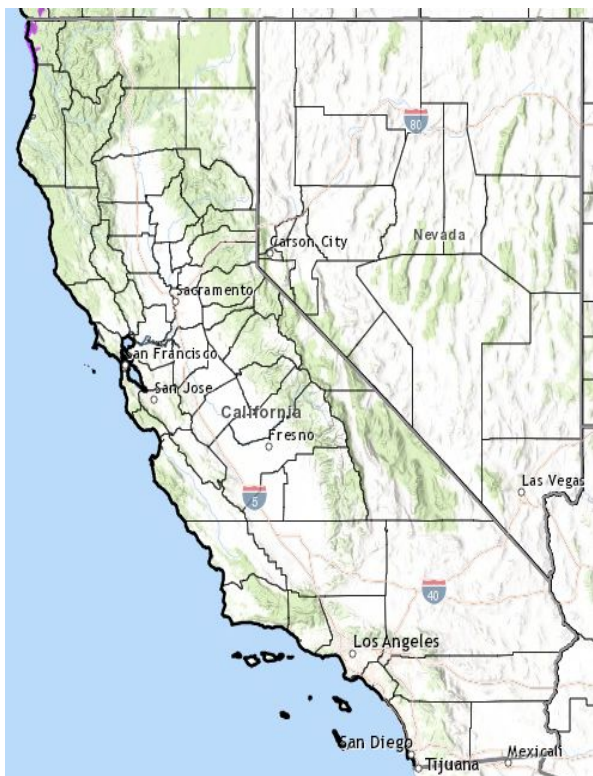 80
Nevada
Carson City
Sacramento
San Francisco
San Jose
California
Fresno
Las Vegas
5
40
Los Angeles
San Diego
Tijuana
Mexicali